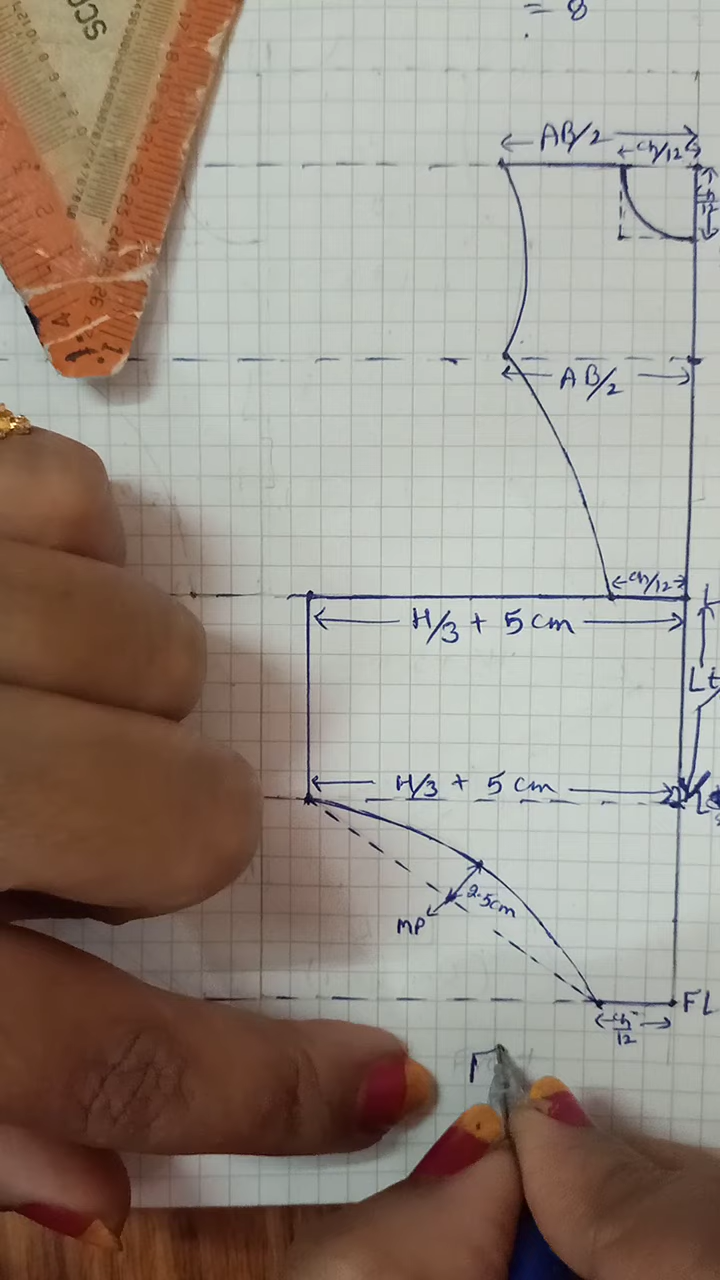 = 8
AB/2
Ch/12
Ch/12
AB/2
Ch/12
H/3 + 5 cm
H/3 + 5 cm
2.5cm
MP
FL
Ch/12